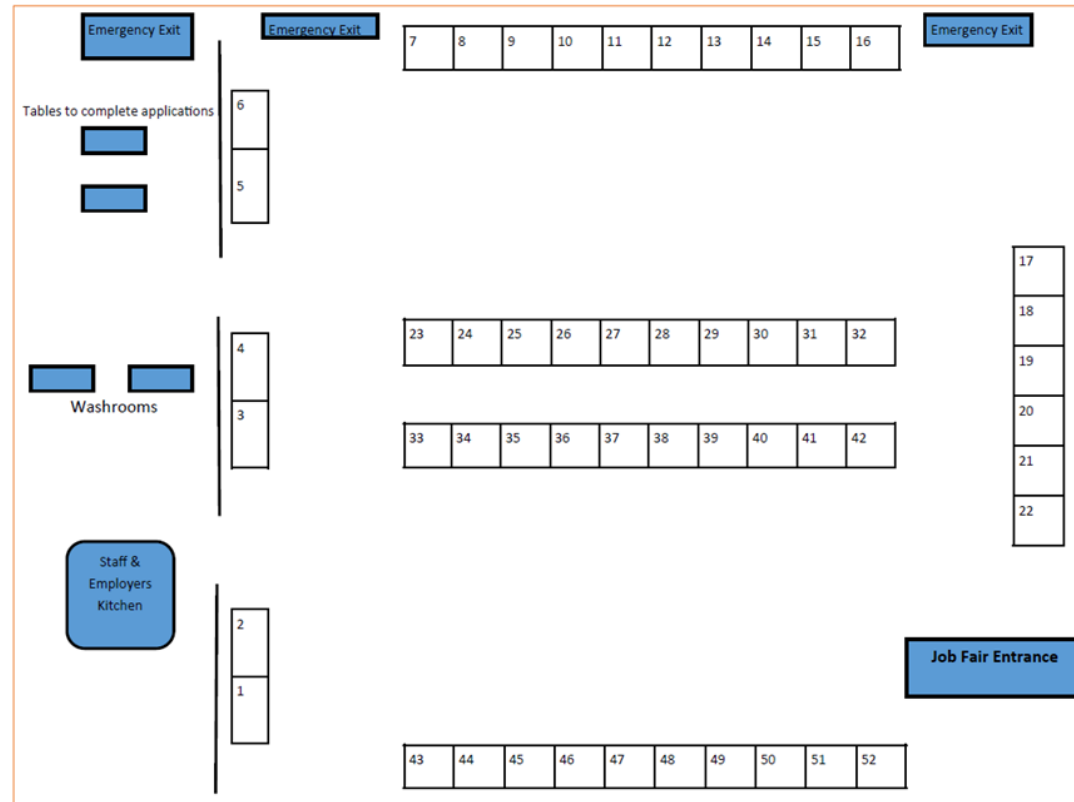 Emergency Exit
Emergency Exit
7 8 9 10 11 12 13 14 15 16
Emergency Exit
Tables to complete applications
6
5
17
18
19
20
21
22
23 24 25 26 27 28 29 30 31 32
4
3
Washrooms
33 34 35 36 37 38 39 40 41 42
Staff &
Employers
Kitchen
2
1
Job Fair Entrance
43 44 45 46 47 48 49 50 51 52